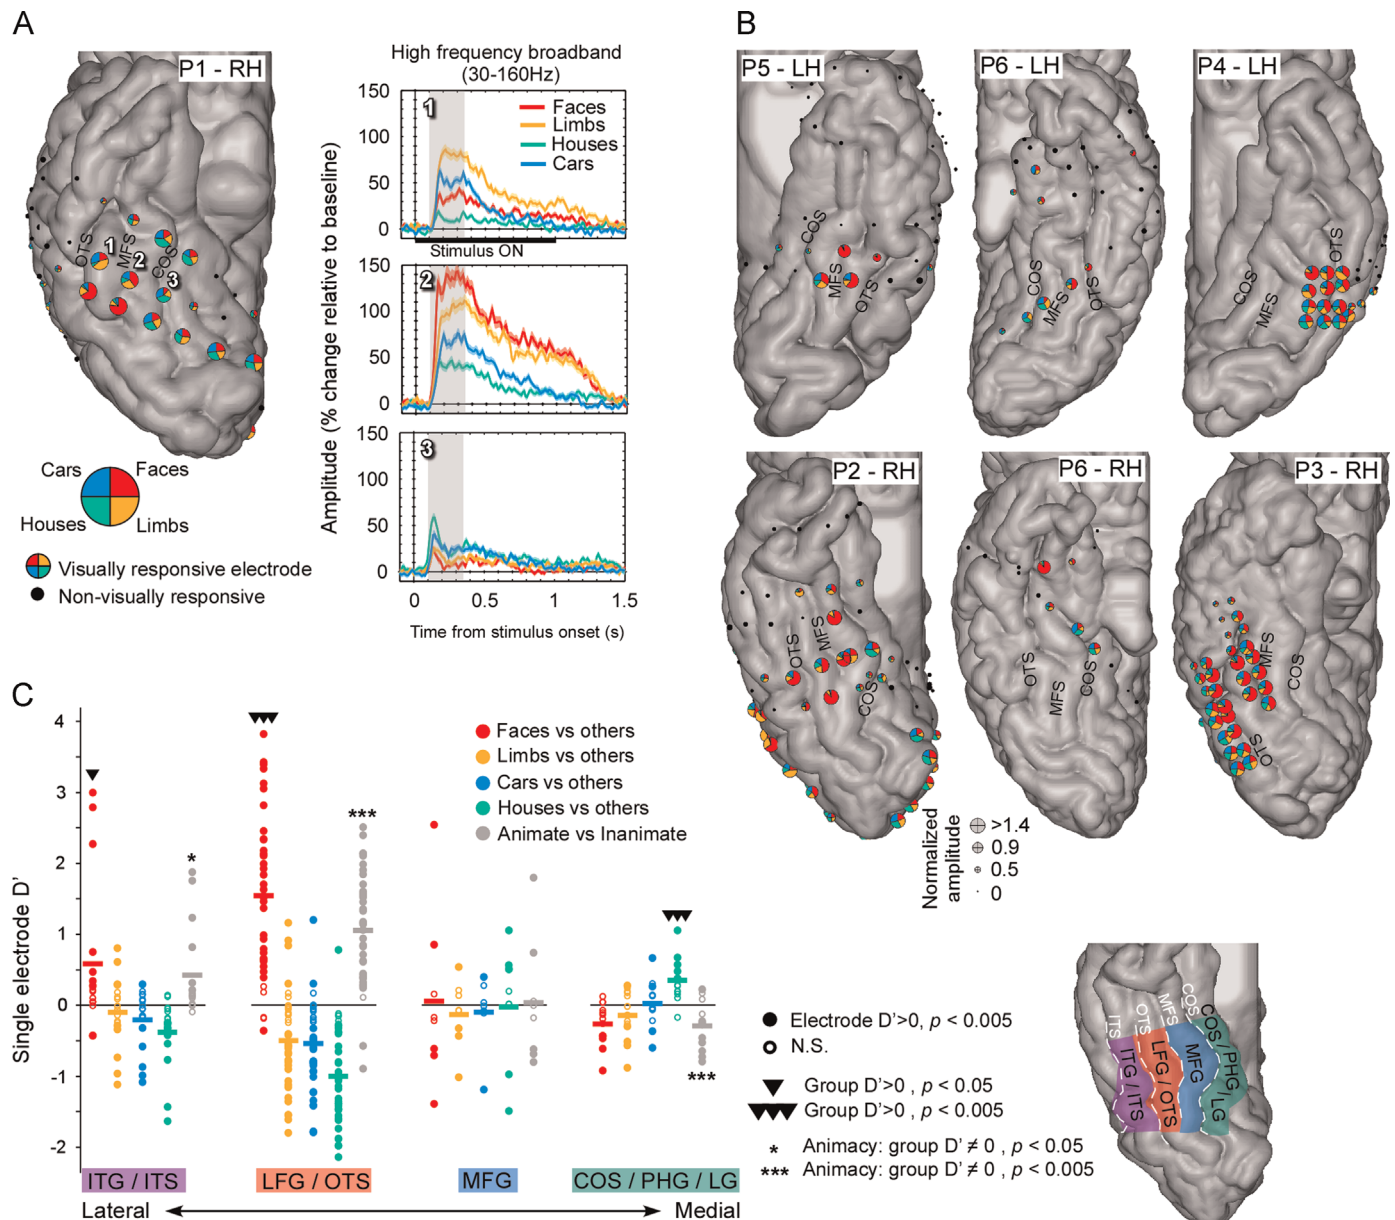 A
P1 - RH
OTS
MFS
COS
1
2
3
Cars
Faces
Houses
Limbs
Visually responsive electrode
Non-visually responsive
High frequency broadband
(30-160Hz)
Amplitude (% change relative to baseline)
150
100
50
0
1
Faces
Limbs
Houses
Cars
Stimulus ON
150
100
50
0
2
150
100
50
0
3
0
0.5
1
1.5
Time from stimulus onset (s)
B
P5 - LH
COS
MFS
OTS
P6 - LH
COS
MFS
OTS
P4 - LH
COS
MFS
OTS
P2 - RH
OTS
MFS
COS
P6 - RH
OTS
MFS
COS
P3 - RH
MFS
COS
OTS
Normalized
amplitude
>1.4
0.9
0.5
0
C
Single electrode D'
4
3
2
1
0
-1
-2
Faces vs others
Limbs vs others
Cars vs others
Houses vs others
Animate vs Inanimate
*
***
***
ITG / ITS
LFG / OTS
MFG
COS / PHG / LG
Lateral
Medial
Electrode D'>0, p < 0.005
N.S.
Group D'>0 , p < 0.05
Group D'>0 , p < 0.005
* Animacy: group D' ≠ 0 , p < 0.05
*** Animacy: group D' ≠ 0 , p < 0.005
ITS
OTS
MFS
COS
ITG / ITS
LFG / OTS
MFG
COS / PHG / LG